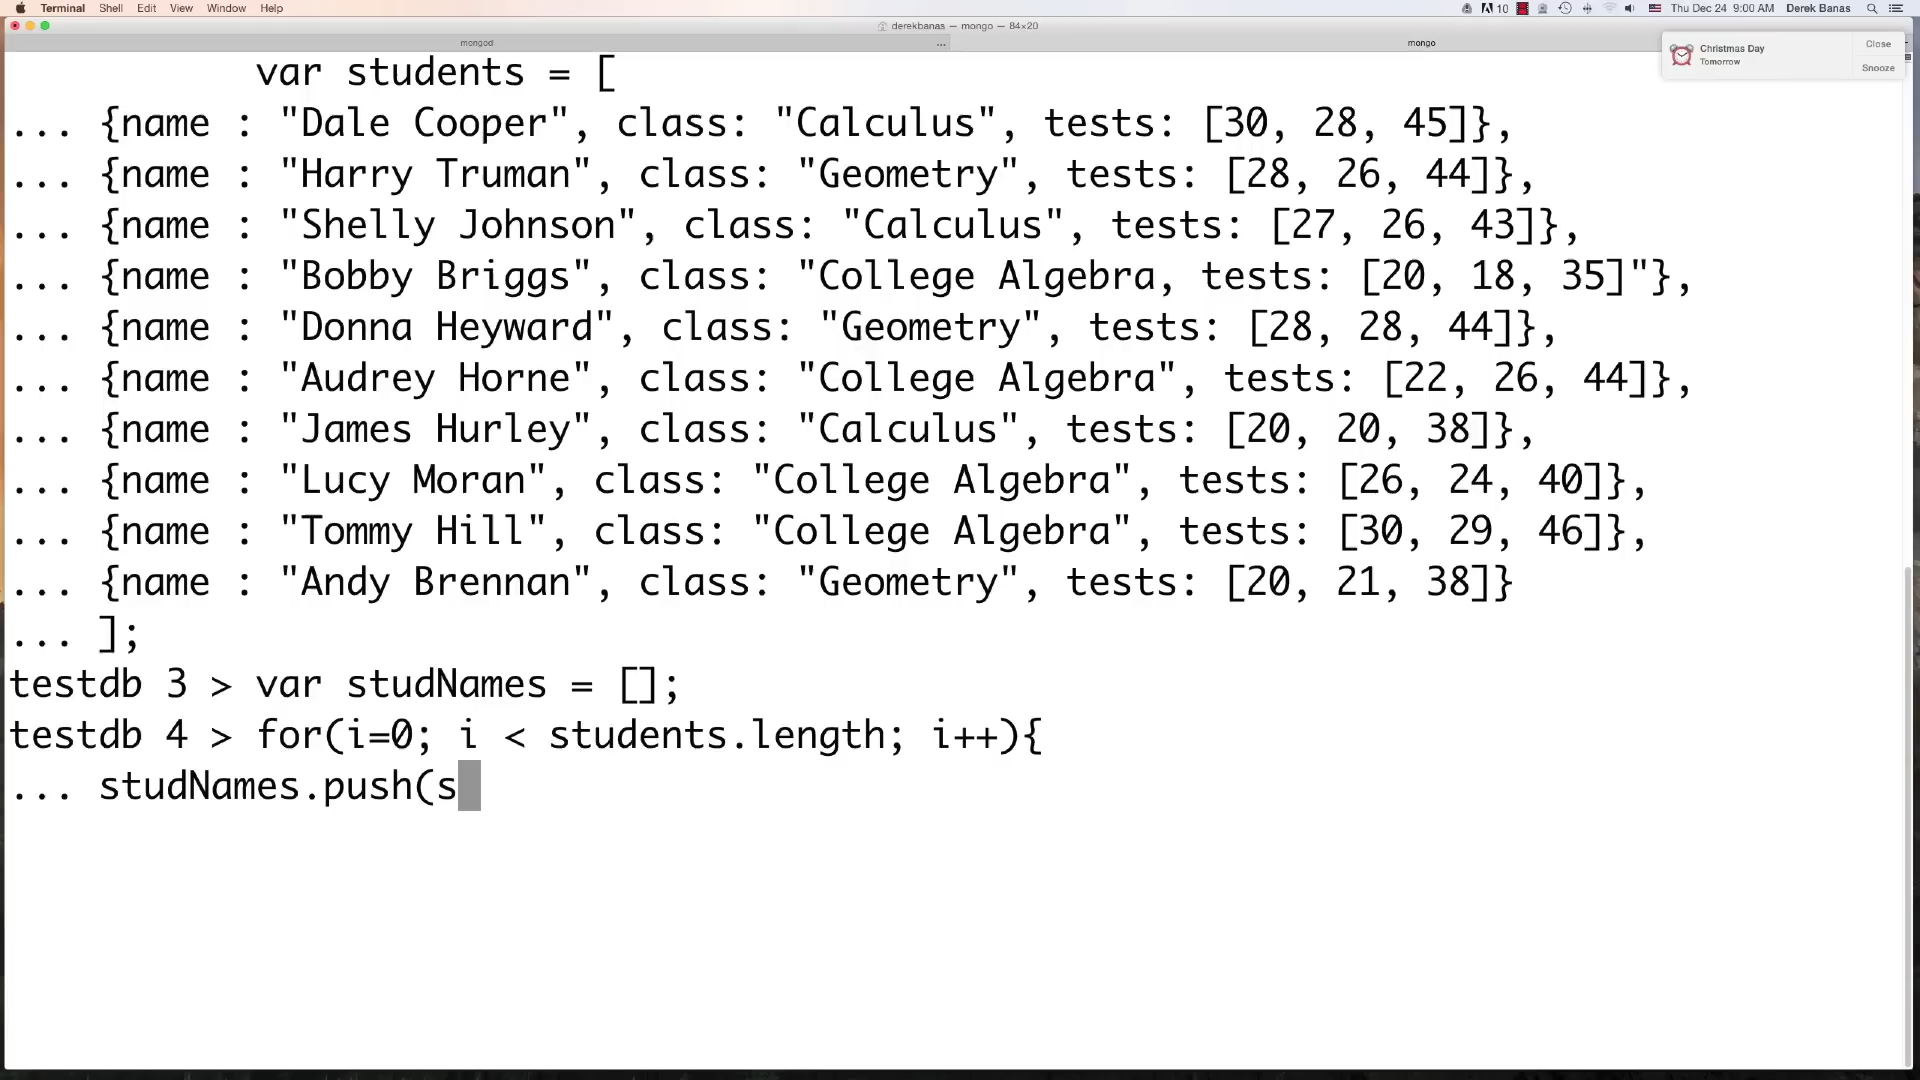 Terminal Shell Edit View Window Help 10 Thu Dec 24 9:00 AM Derek Banas
derekbanas — mongo — 84×20
mongod ... mongo
Christmas Day Close
Tomorrow Snooze
var students = [
... {name : "Dale Cooper", class: "Calculus", tests: [30, 28, 45]},
... {name : "Harry Truman", class: "Geometry", tests: [28, 26, 44]},
... {name : "Shelly Johnson", class: "Calculus", tests: [27, 26, 43]},
... {name : "Bobby Briggs", class: "College Algebra, tests: [20, 18, 35]"},
... {name : "Donna Heyward", class: "Geometry", tests: [28, 28, 44]},
... {name : "Audrey Horne", class: "College Algebra", tests: [22, 26, 44]},
... {name : "James Hurley", class: "Calculus", tests: [20, 20, 38]},
... {name : "Lucy Moran", class: "College Algebra", tests: [26, 24, 40]},
... {name : "Tommy Hill", class: "College Algebra", tests: [30, 29, 46]},
... {name : "Andy Brennan", class: "Geometry", tests: [20, 21, 38]}
... ];
testdb 3 > var studNames = [];
testdb 4 > for(i=0; i < students.length; i++){
... studNames.push(s